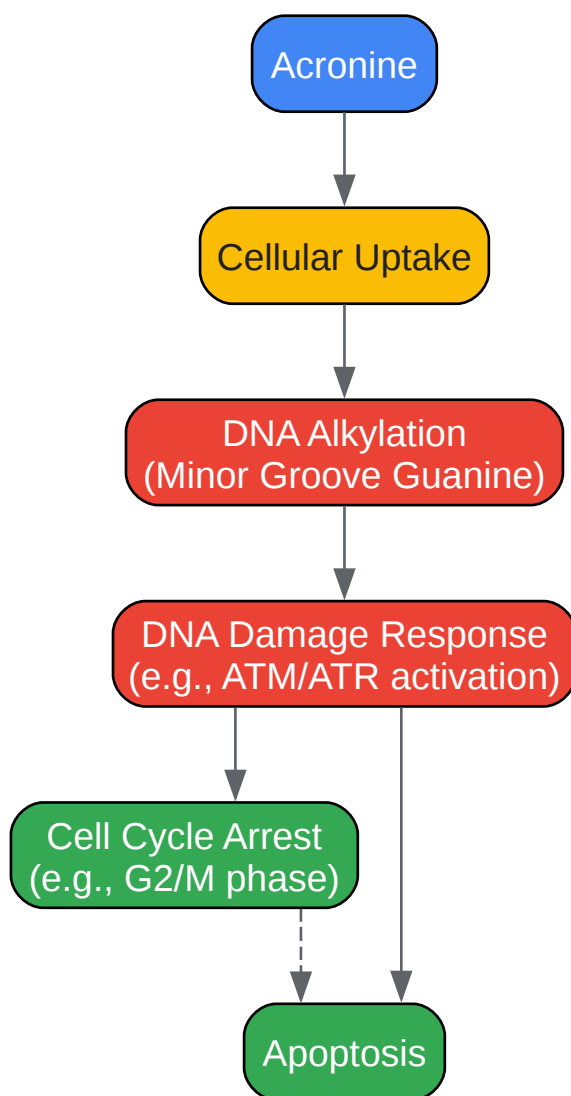 Acronine
Cellular Uptake
DNA Alkylation
(Minor Groove Guanine)
DNA Damage Response
(e.g., ATM/ATR activation)
Cell Cycle Arrest
(e.g., G2/M phase)
Apoptosis